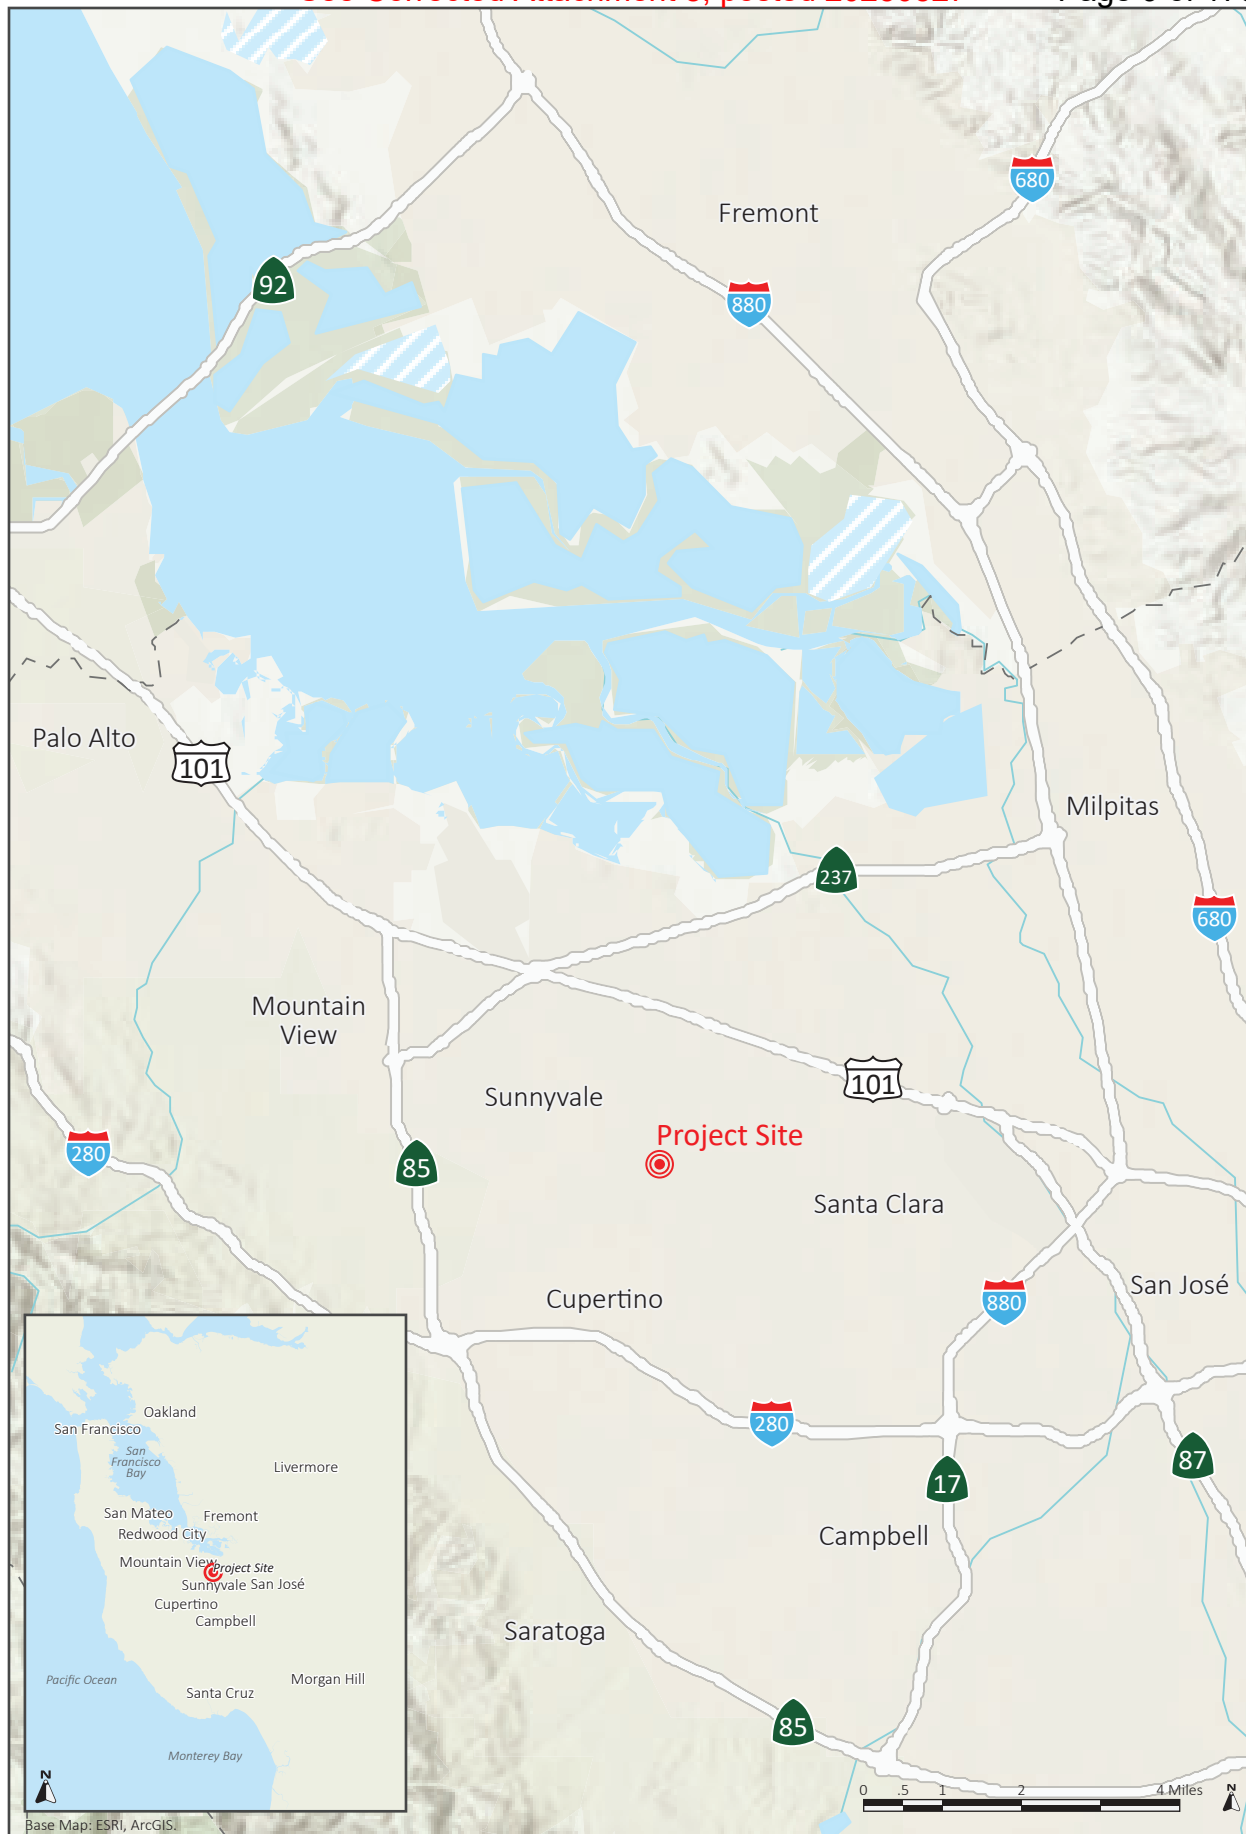 Fremont
680
92
880
Palo Alto
101
Milpitas
237
680
Mountain
View
101
Sunnyvale
Project Site
280
85
Santa Clara
San José
Cupertino
880
280
87
17
Campbell
Saratoga
85
Oakland
San Francisco
San
Francisco
Bay
Livermore
San Mateo
Fremont
Redwood City
Mountain View
Project Site
Sunnyvale
San José
Cupertino
Campbell
Pacific Ocean
Morgan Hill
Santa Cruz
Monterey Bay
N
0 .5 1 2 4 Miles
N
Base Map: ESRI, ArcGIS.